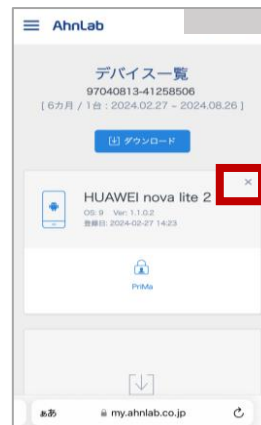 AhnLab
デバイス一覧
97040813-41258506
[ 6カ月 / 1台 : 2024.02.27 - 2024.08.26 ]
ダウンロード
HUAWEI nova lite 2
OS: 9 Ver: 1.1.0.2
登録日: 2024-02-27 14:23
PriMa
ぁあ my.ahnlab.co.jp